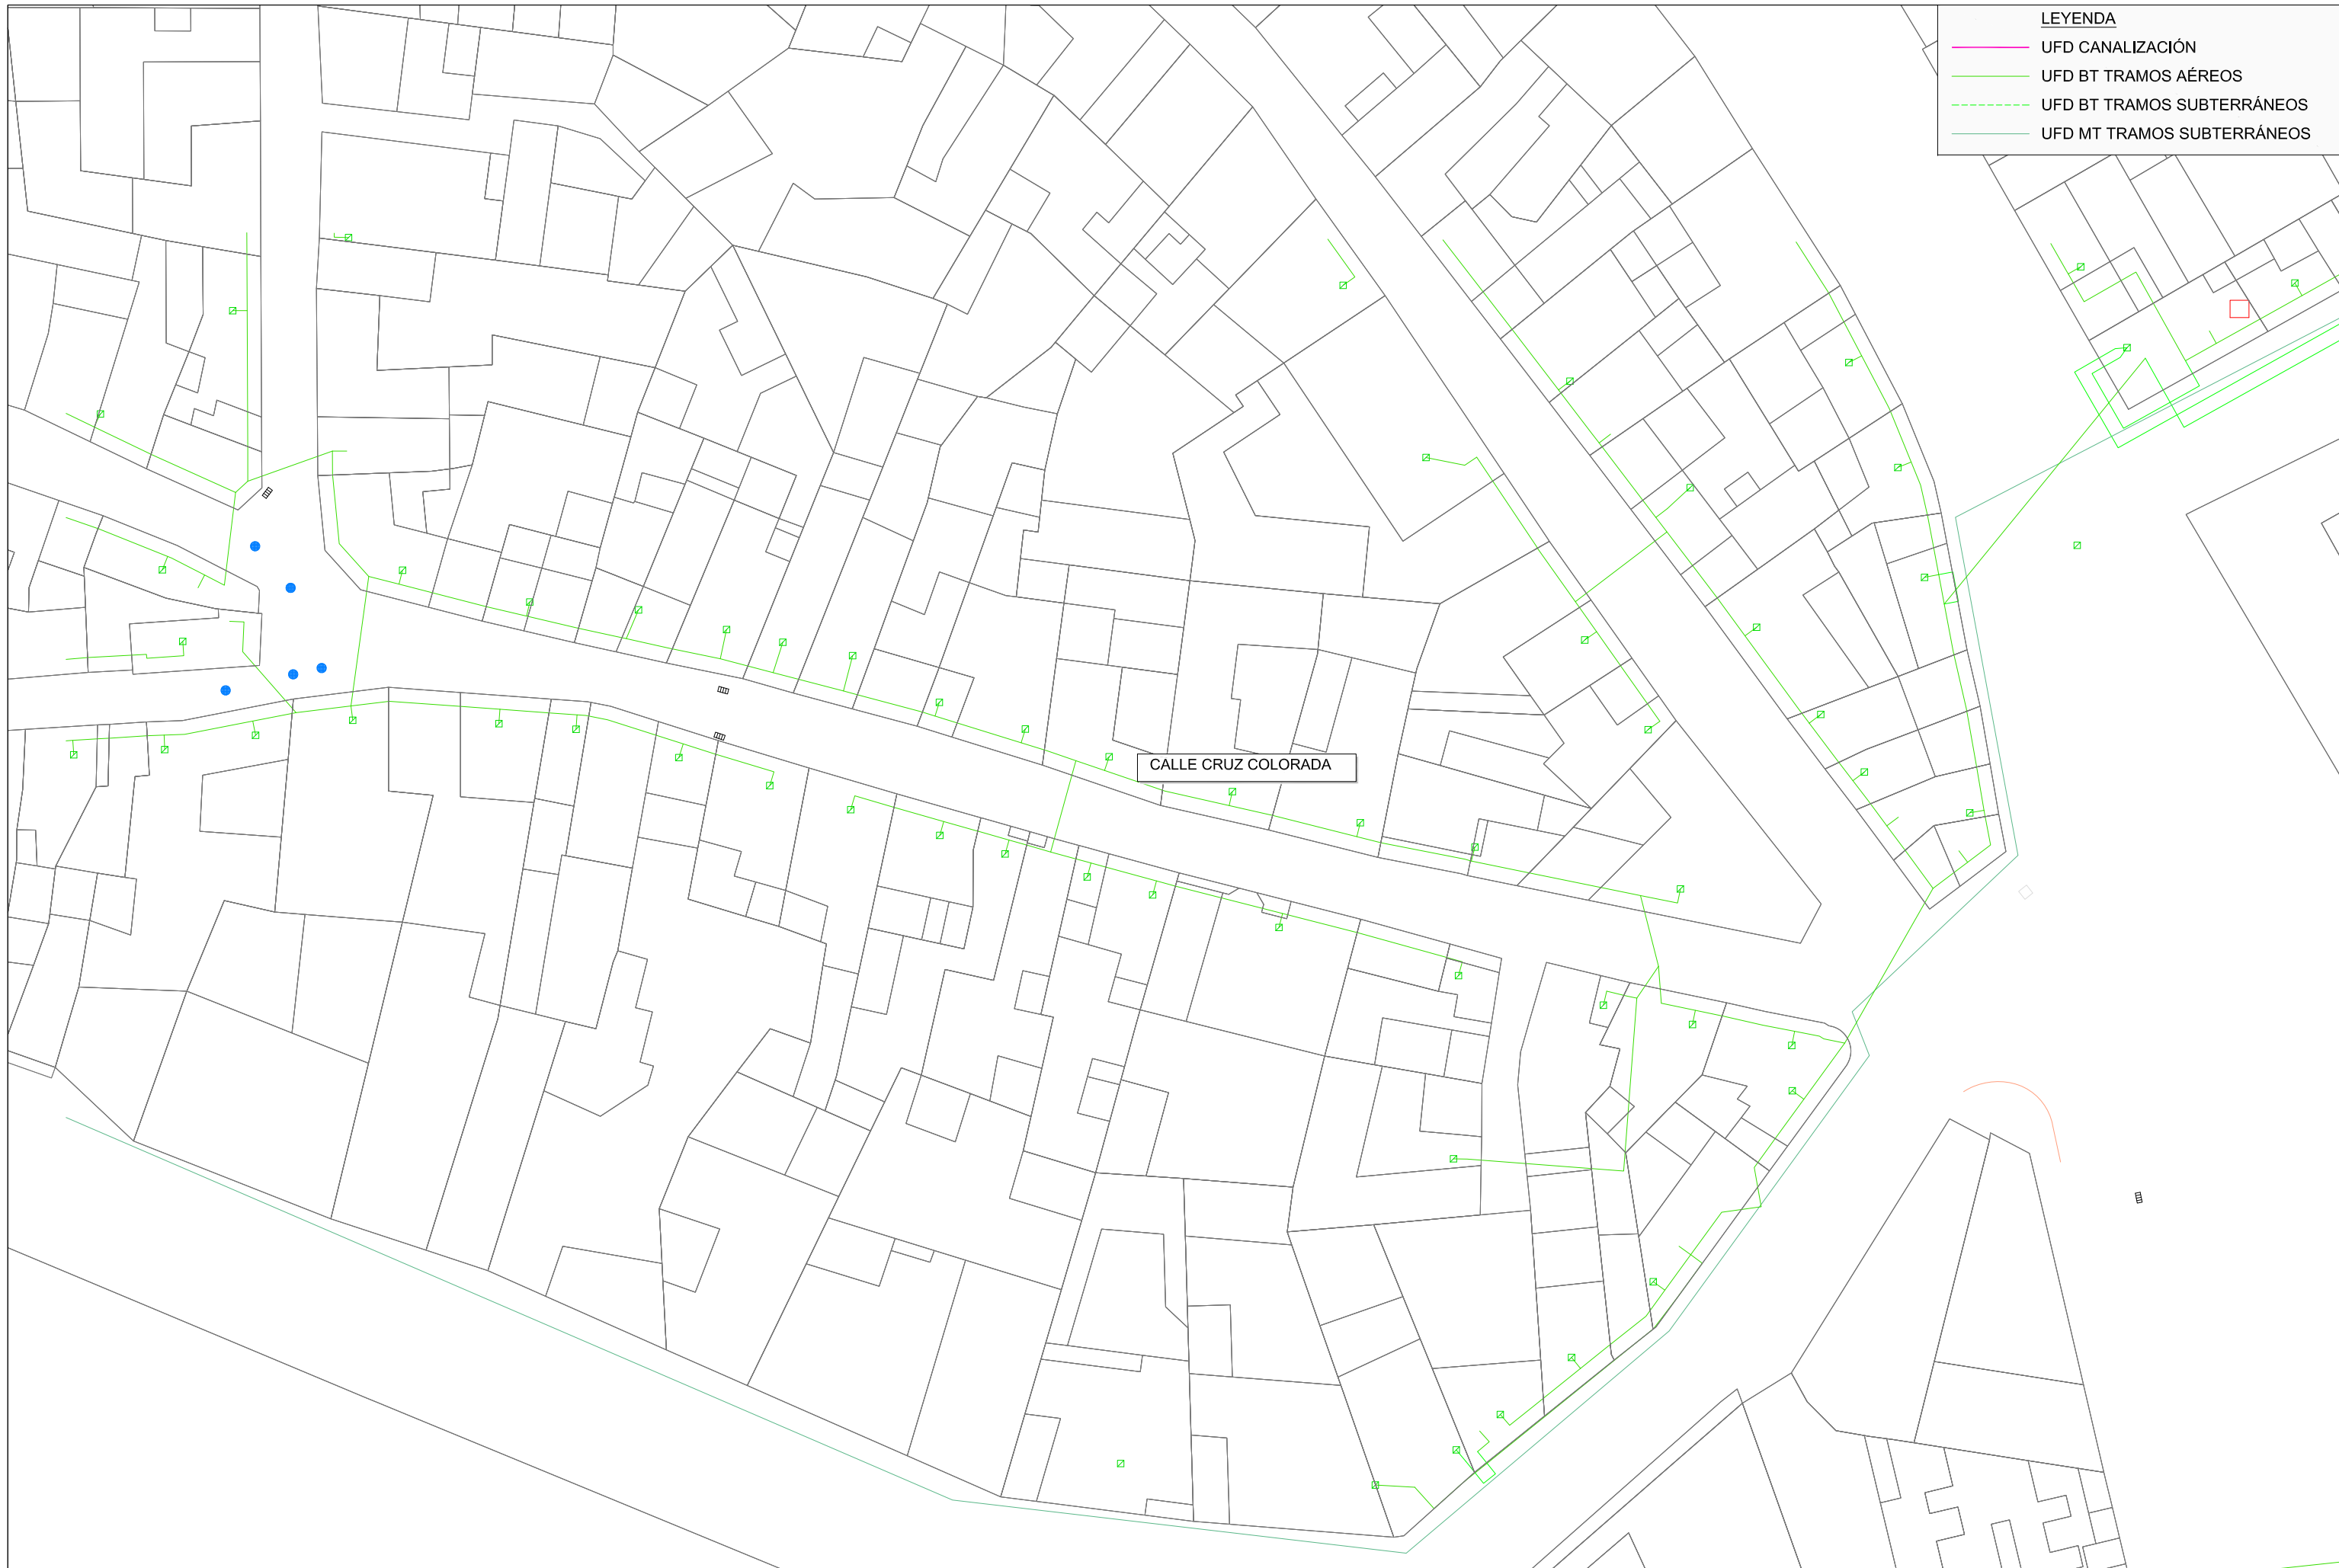 LEYENDA
UFD CANALIZACIÓN
UFD BT TRAMOS AÉREOS
UFD BT TRAMOS SUBTERRÁNEOS
UFD MT TRAMOS SUBTERRÁNEOS
CALLE CRUZ COLORADA